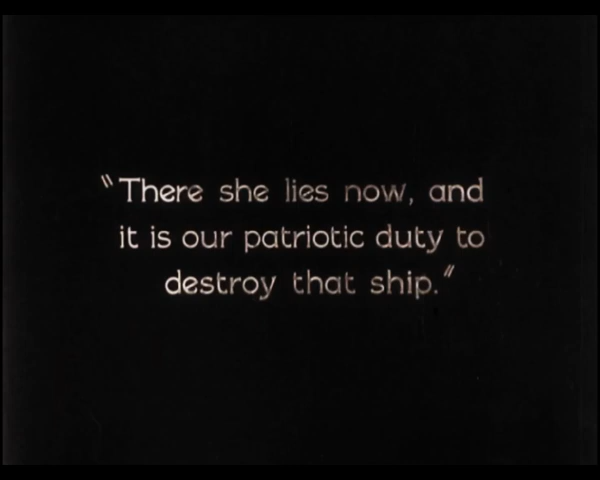 "There she lies now, and
it is our patriotic duty to
destroy that ship."